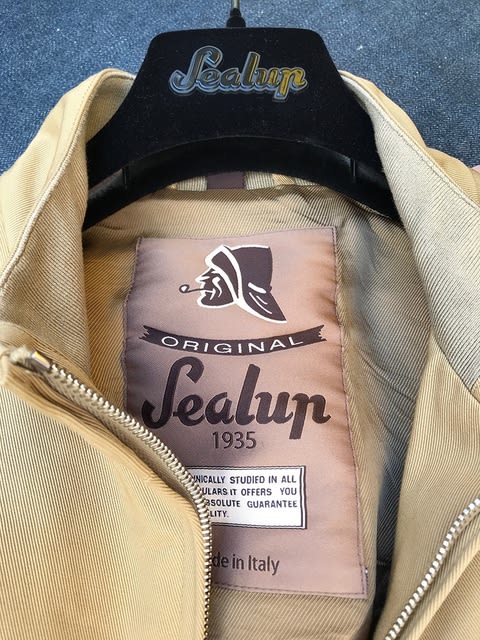 Sealup
ORIGINAL
Sealup
1935
NICALLY STUDIED IN ALL
ULARS IT OFFERS YOU
BSOLUTE GUARANTEE
LITY.
de in Italy